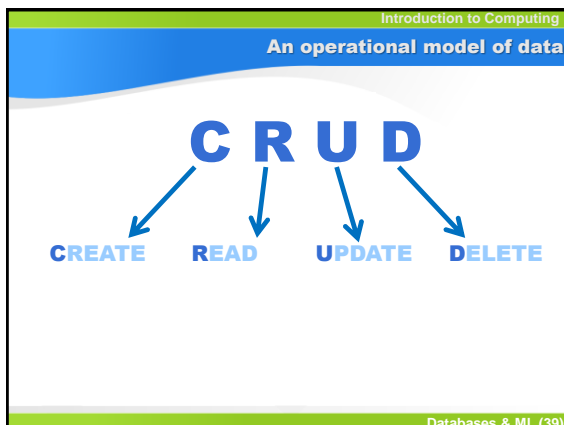 Introduction to Computing
An operational model of data
C R U D
CREATE READ UPDATE DELETE
Databases & ML (39)